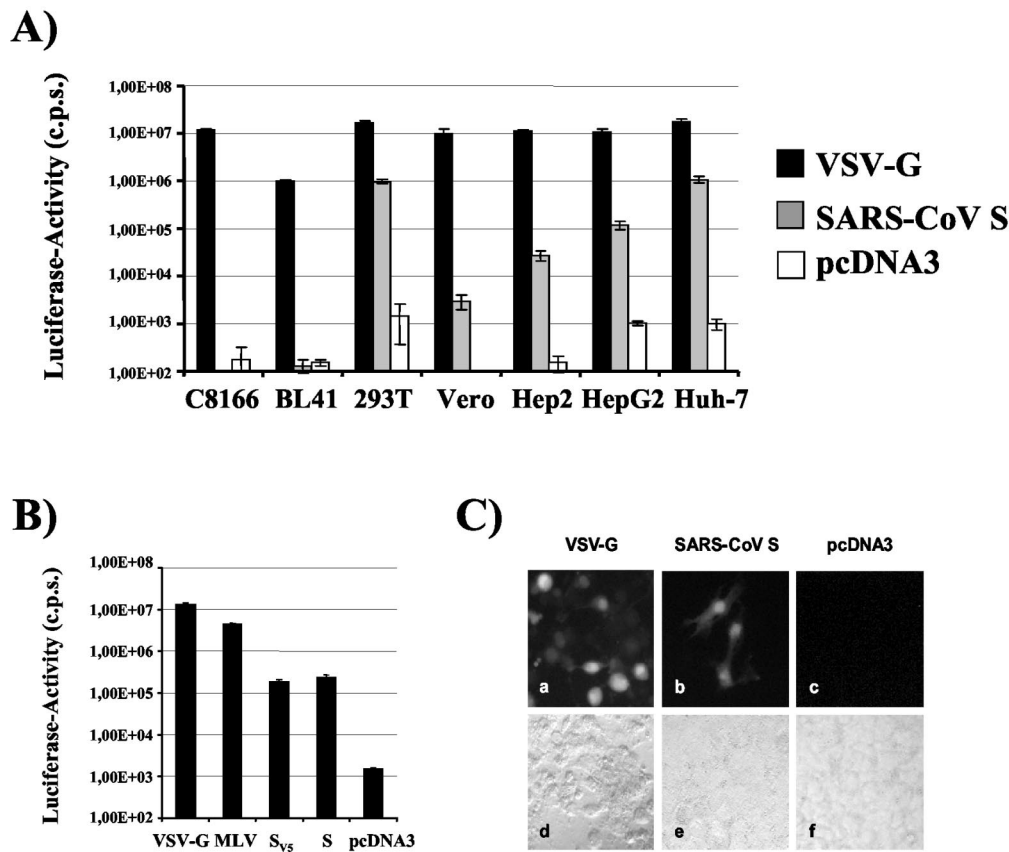 A)
Luciferase-Activity (c.p.s.)
1,00E+08
1,00E+07
1,00E+06
1,00E+05
1,00E+04
1,00E+03
1,00E+02
C8166 BL41 293T Vero Hep2 HepG2 Huh-7
VSV-G
SARS-CoV S
pcDNA3
B)
Luciferase-Activity (c.p.s.)
1,00E+08
1,00E+07
1,00E+06
1,00E+05
1,00E+04
1,00E+03
1,00E+02
VSV-G MLV SV5 S pcDNA3
C)
VSV-G SARS-CoV S pcDNA3
a b c
d e f